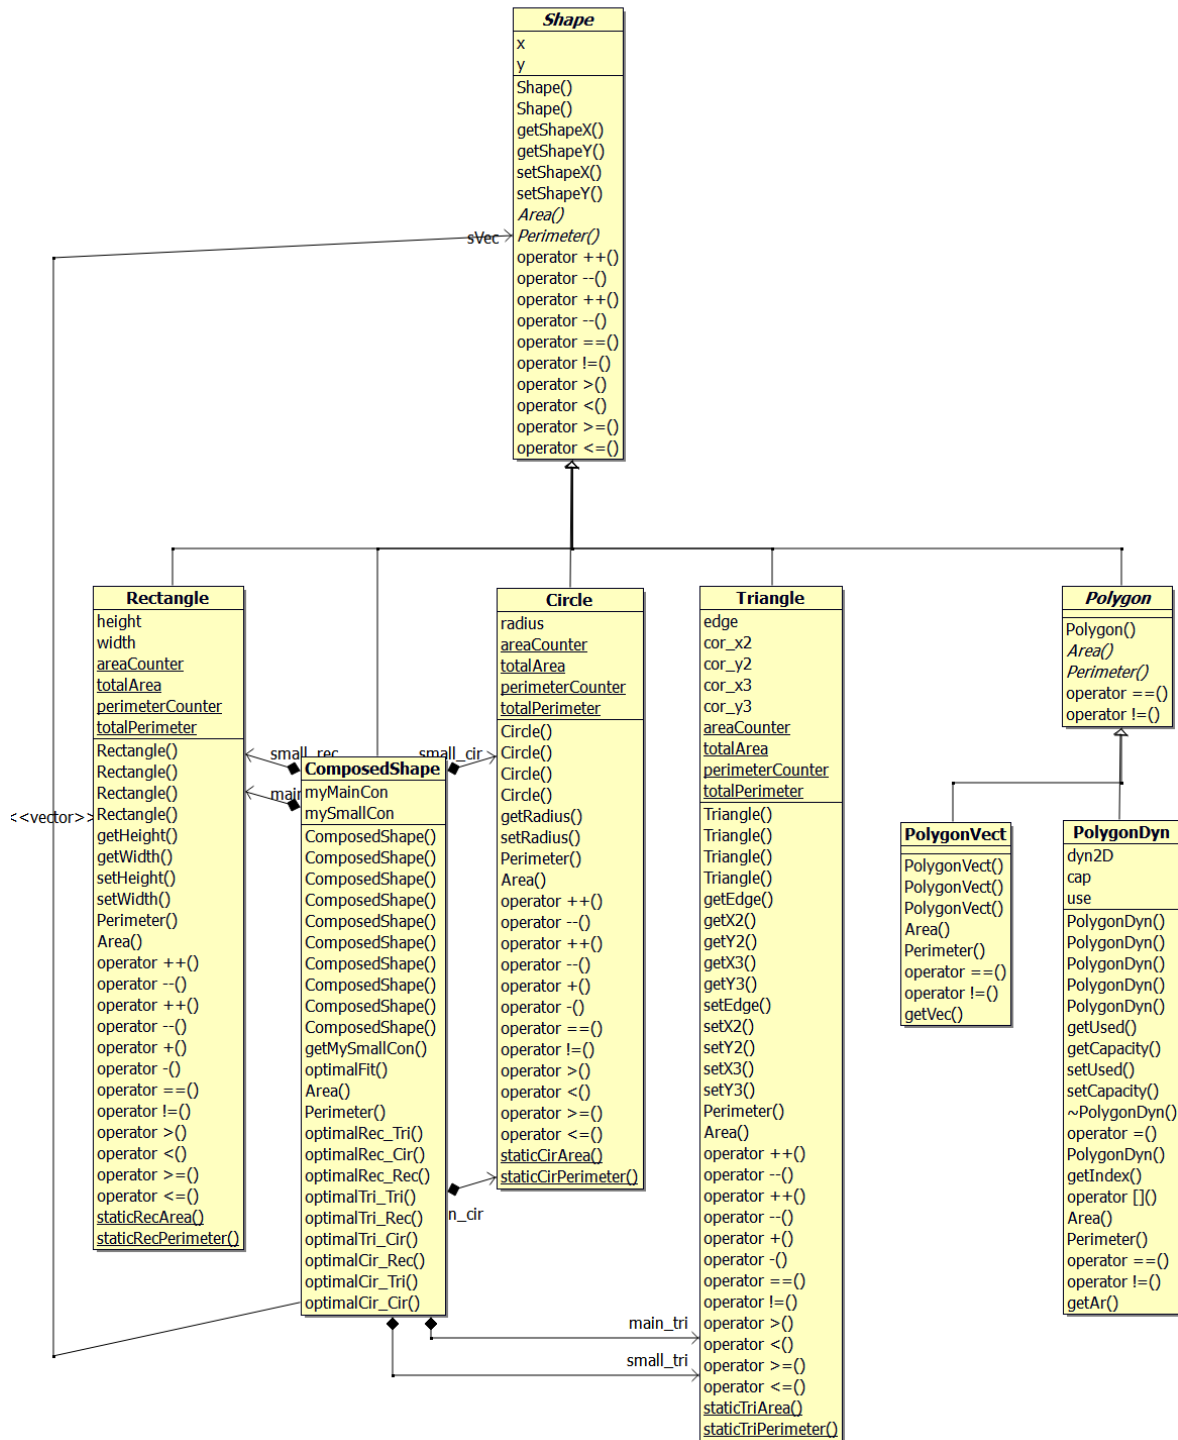 Shape
x
y
Shape()
Shape()
getShapeX()
getShapeY()
setShapeX()
setShapeY()
Area()
Perimeter()
operator ++()
operator --()
operator ++()
operator --()
operator ==()
operator !=()
operator >()
operator <()
operator >=()
operator <=()
sVec
<<vector>>
Rectangle
height
width
areaCounter
totalArea
perimeterCounter
totalPerimeter
Rectangle()
Rectangle()
Rectangle()
Rectangle()
getHeight()
getWidth()
setHeight()
setWidth()
Perimeter()
Area()
operator ++()
operator --()
operator ++()
operator --()
operator +()
operator -()
operator ==()
operator !=()
operator >()
operator <()
operator >=()
operator <=()
staticRecArea()
staticRecPerimeter()
small_rec
main
ComposedShape
myMainCon
mySmallCon
ComposedShape()
ComposedShape()
ComposedShape()
ComposedShape()
ComposedShape()
ComposedShape()
ComposedShape()
ComposedShape()
ComposedShape()
ComposedShape()
getMySmallCon()
optimalFit()
Area()
Perimeter()
optimalRec_Tri()
optimalRec_Cir()
optimalRec_Rec()
optimalTri_Tri()
optimalTri_Rec()
optimalTri_Cir()
optimalCir_Rec()
optimalCir_Tri()
optimalCir_Cir()
small_cir
n_cir
main_tri
small_tri
Circle
radius
areaCounter
totalArea
perimeterCounter
totalPerimeter
Circle()
Circle()
Circle()
Circle()
getRadius()
setRadius()
Perimeter()
Area()
operator ++()
operator --()
operator ++()
operator --()
operator +()
operator -()
operator ==()
operator !=()
operator >()
operator <()
operator >=()
operator <=()
staticCirArea()
staticCirPerimeter()
Triangle
edge
cor_x2
cor_y2
cor_x3
cor_y3
areaCounter
totalArea
perimeterCounter
totalPerimeter
Triangle()
Triangle()
Triangle()
Triangle()
getEdge()
getX2()
getY2()
getX3()
getY3()
setEdge()
setX2()
setY2()
setX3()
setY3()
Perimeter()
Area()
operator ++()
operator --()
operator ++()
operator --()
operator +()
operator -()
operator ==()
operator !=()
operator >()
operator <()
operator >=()
operator <=()
staticTriArea()
staticTriPerimeter()
Polygon
Polygon()
Area()
Perimeter()
operator ==()
operator !=()
PolygonVect
PolygonVect()
PolygonVect()
PolygonVect()
Area()
Perimeter()
operator ==()
operator !=()
getVec()
PolygonDyn
dyn2D
cap
use
PolygonDyn()
PolygonDyn()
PolygonDyn()
PolygonDyn()
PolygonDyn()
getUsed()
getCapacity()
setUsed()
setCapacity()
~PolygonDyn()
operator =()
PolygonDyn()
getIndex()
operator []()
Area()
Perimeter()
operator ==()
operator !=()
getAr()